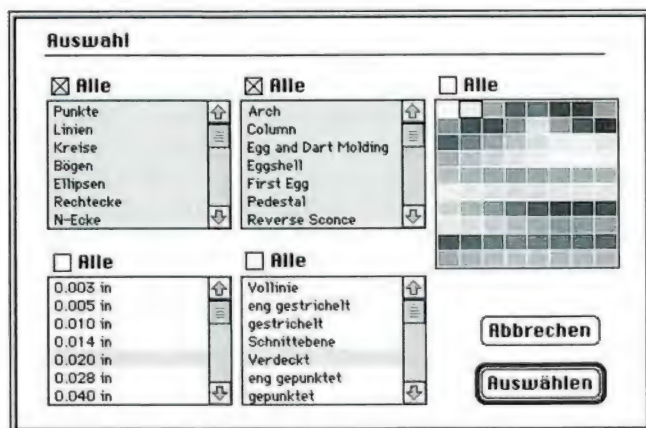 Auswahl
Alle
Punkte
Linien
Kreise
Bögen
Ellipsen
Rechtecke
N-Ecke
Alle
Arch
Column
Egg and Dart Molding
Eggshell
First Egg
Pedestal
Reverse Sconce
Alle
Alle
0.003 in
0.005 in
0.010 in
0.014 in
0.020 in
0.028 in
0.040 in
Alle
Vollinie
eng gestrichelt
gestrichelt
Schnittebene
Verdeckt
eng gepunktet
gepunktet
Abbrechen
Auswählen